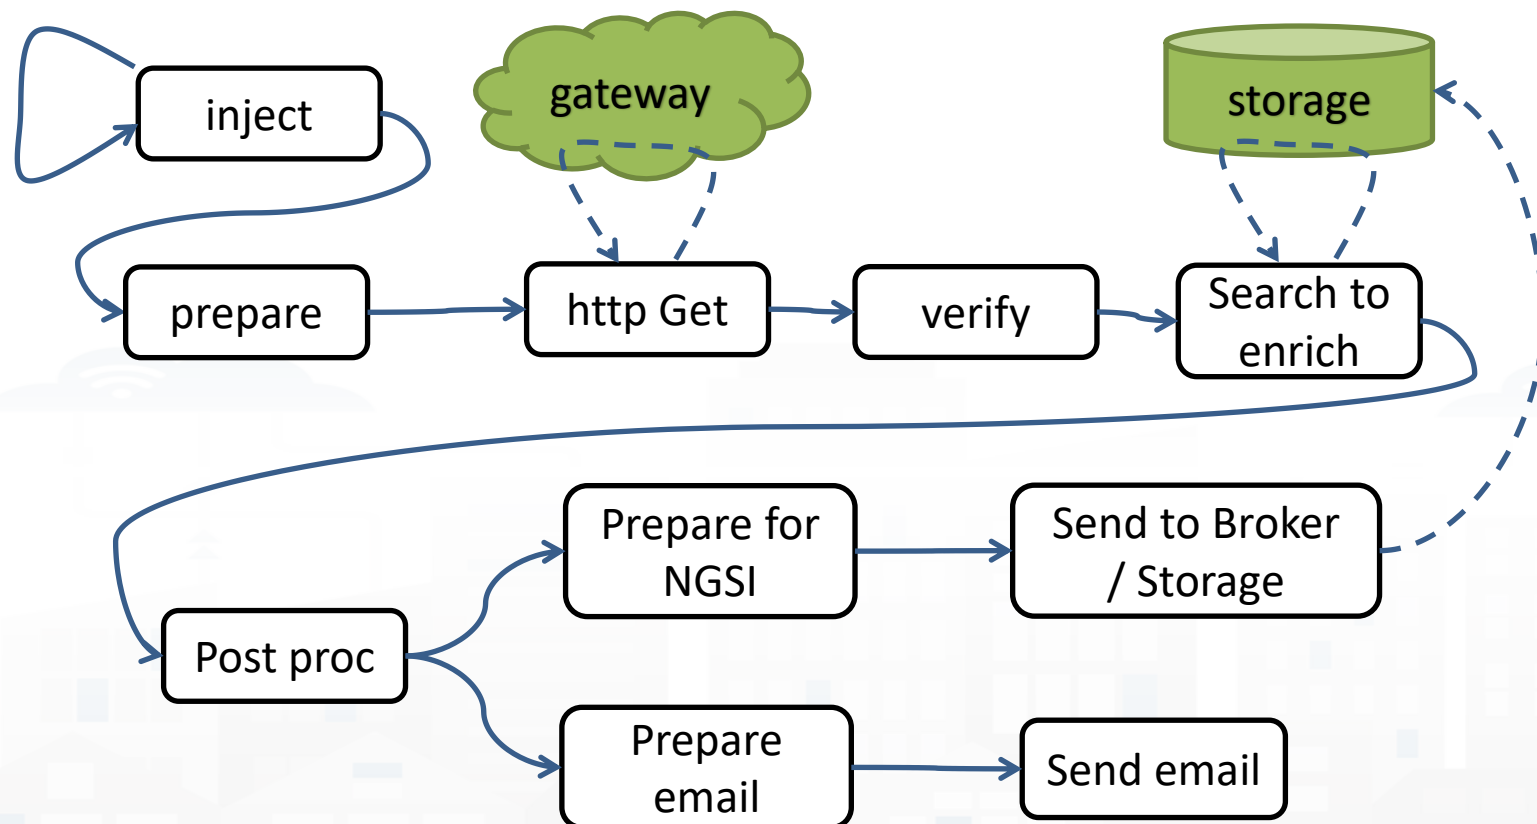 inject
gateway
storage
prepare
http Get
verify
Search to
enrich
Prepare for
NGSI
Send to Broker
/ Storage
Post proc
Prepare
email
Send email